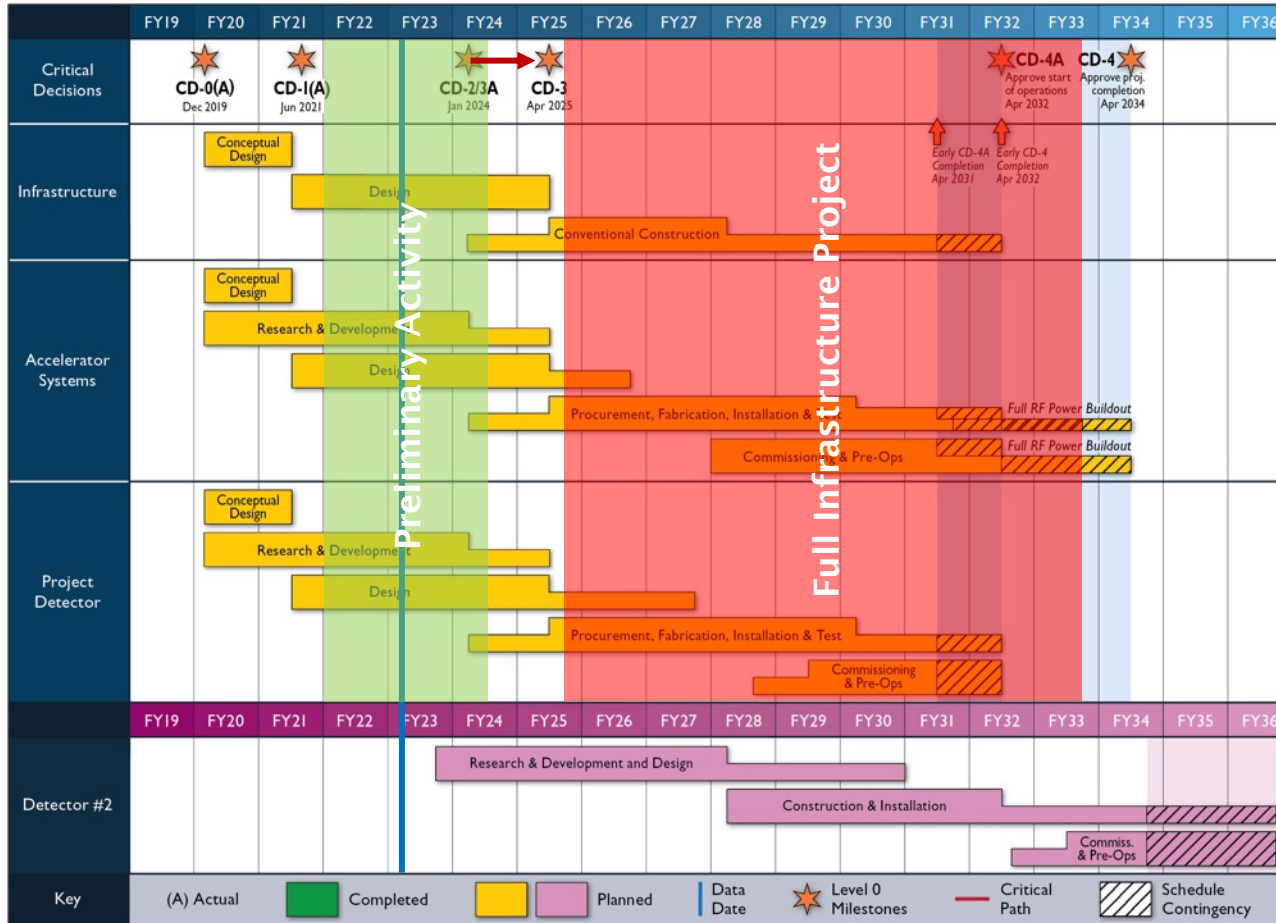 FY19 FY20 FY21 FY22 FY23 FY24 FY25 FY26 FY27 FY28 FY29 FY30 FY31 FY32 FY33 FY34 FY35 FY36
Critical
Decisions
CD-0(A)
Dec 2019
CD-1(A)
Jun 2021
CD-2/3A
Jan 2024
CD-3
Apr 2025
CD-4A
Approve start
of operations
Apr 2032
CD-4
Approve proj.
completion
Apr 2034
Early CD-4A
Completion
Apr 2031
Early CD-4
Completion
Apr 2032
Infrastructure
Conceptual
Design
Design
Conventional Construction
Preliminary Activity
Full Infrastructure Project
Accelerator
Systems
Conceptual
Design
Research & Development
Design
Procurement, Fabrication, Installation & Test
Full RF Power Buildout
Commissioning & Pre-Ops
Full RF Power Buildout
Project
Detector
Conceptual
Design
Research & Development
Design
Procurement, Fabrication, Installation & Test
Commissioning
& Pre-Ops
FY19 FY20 FY21 FY22 FY23 FY24 FY25 FY26 FY27 FY28 FY29 FY30 FY31 FY32 FY33 FY34 FY35 FY36
Detector #2
Research & Development and Design
Construction & Installation
Commiss.
& Pre-Ops
Key
(A) Actual
Completed
Planned
Data
Date
Level 0
Milestones
Critical
Path
Schedule
Contingency